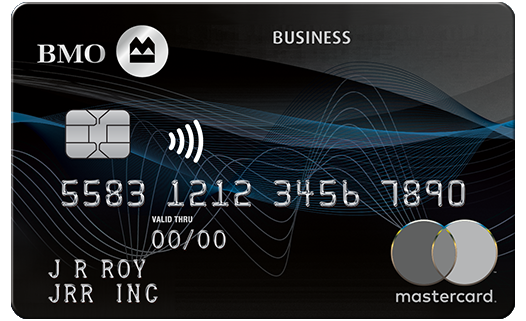 BMO BUSINESS
5583 1212 3456 7890
VALID THRU
00/00
J R ROY
JRR INC
mastercard.